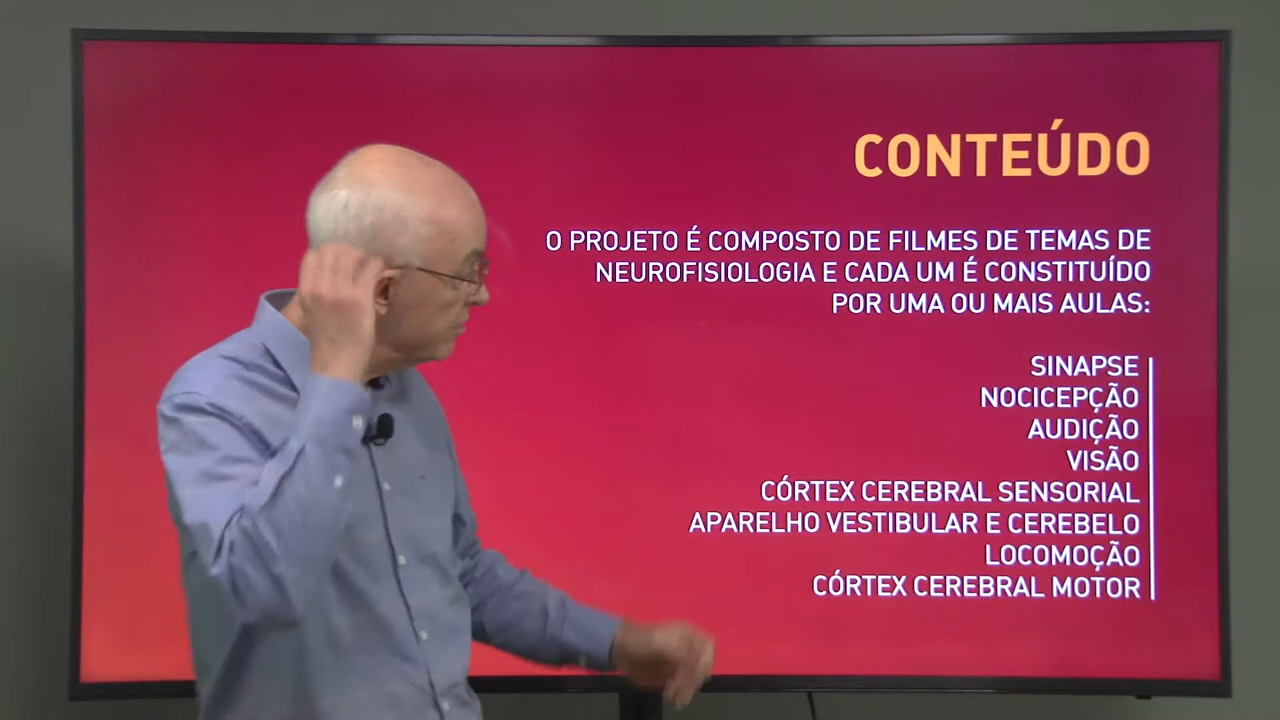 CONTEÚDO
O PROJETO É COMPOSTO DE FILMES DE TEMAS DE
NEUROFISIOLOGIA E CADA UM É CONSTITUÍDO
POR UMA OU MAIS AULAS:
SINAPSE
NOCICEPÇÃO
AUDIÇÃO
VISÃO
CÓRTEX CEREBRAL SENSORIAL
APARELHO VESTIBULAR E CEREBELO
LOCOMOÇÃO
CÓRTEX CEREBRAL MOTOR